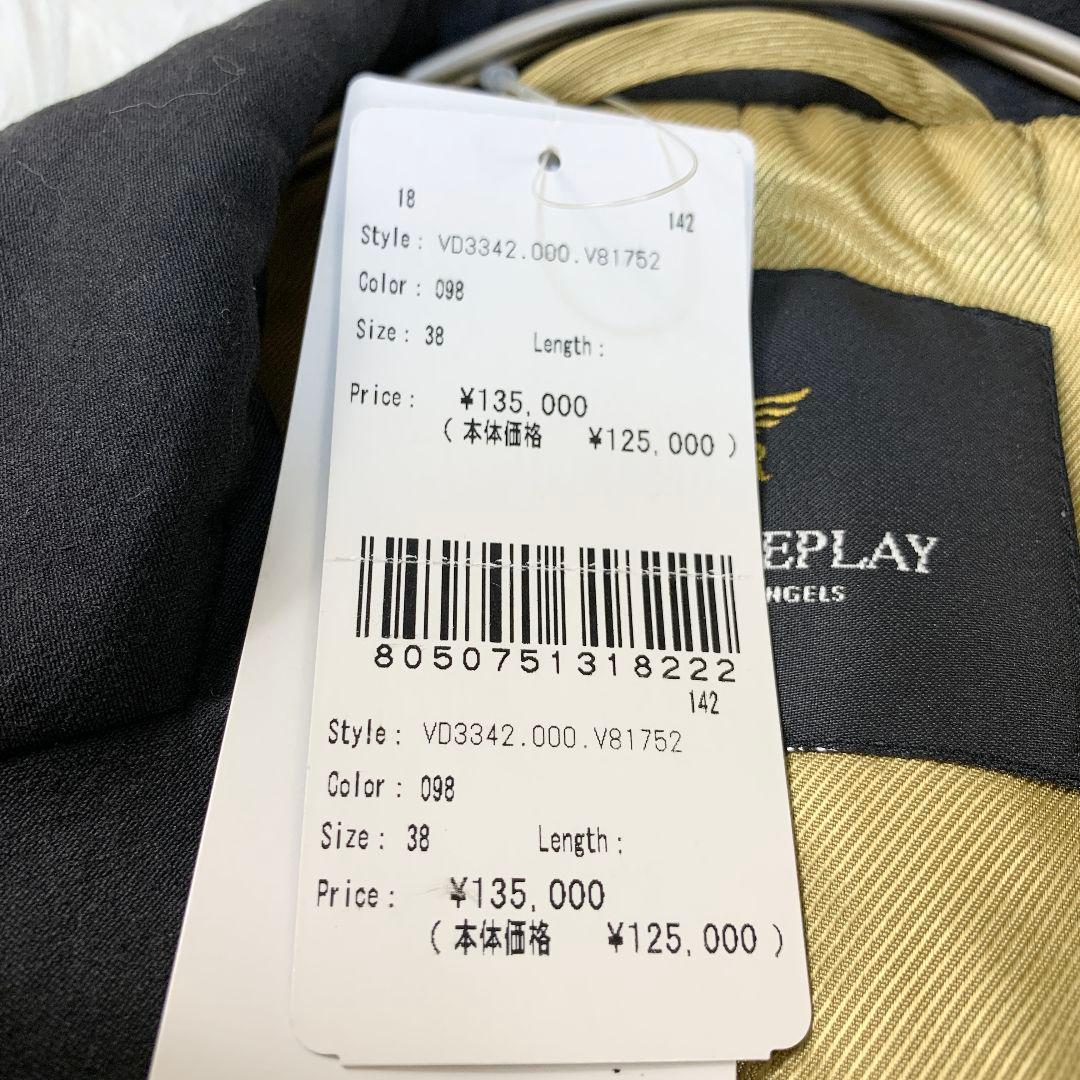 18
142
Style : VD3342.000.V81752
Color : 098
Size : 38 Length :
Price : ¥135,000
( 本体価格 ¥125,000 )
8050751318222
142
Style : VD3342.000.V81752
Color : 098
Size : 38 Length :
Price : ¥135,000
( 本体価格 ¥125,000 )
EPLAY
NGELS